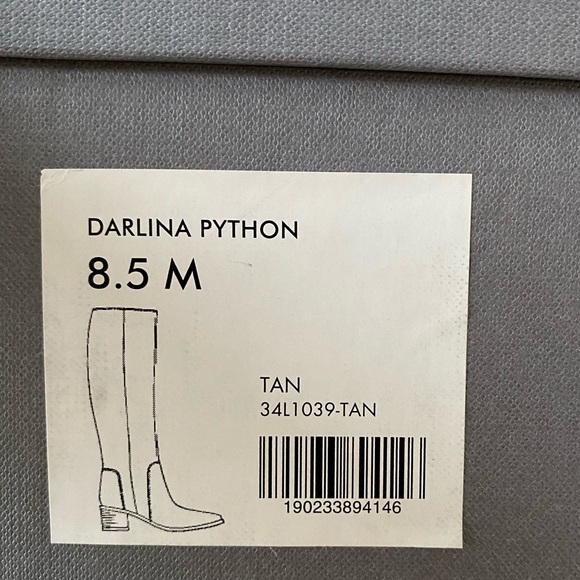 DARLINA PYTHON
8.5 M
TAN
34L1039-TAN
190233894146